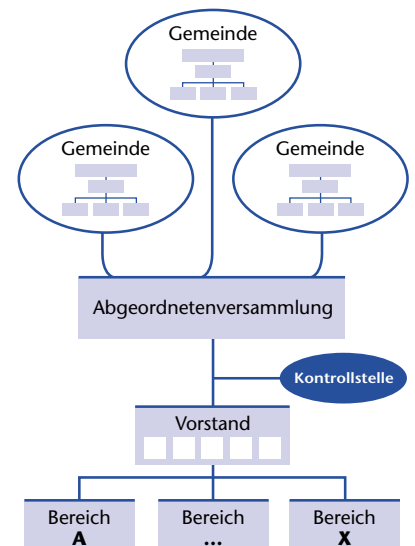 Gemeinde
Gemeinde
Gemeinde
Abgeordnetenversammlung
Kontrollstelle
Vorstand
Bereich
A
Bereich
...
Bereich
X